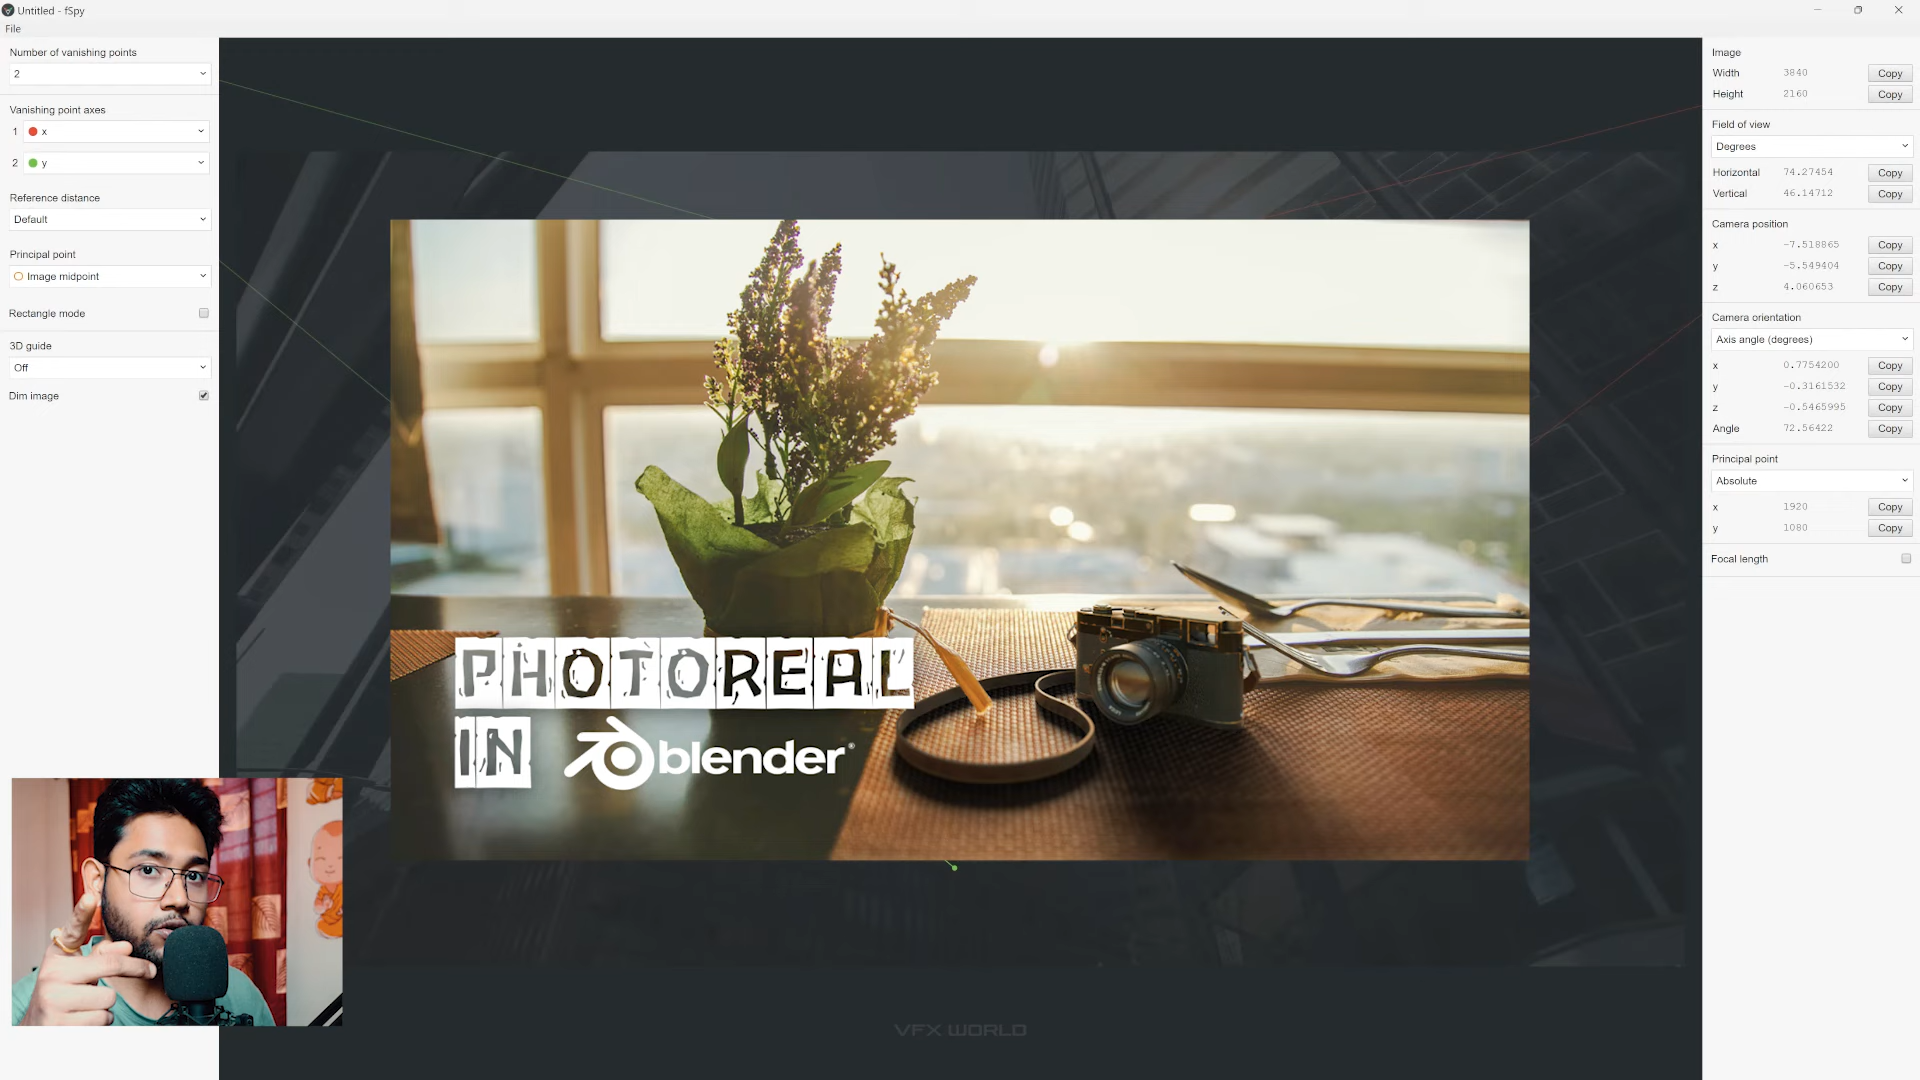 Untitled - fSpy
File
Number of vanishing points
2
Vanishing point axes
1 x
2 y
Reference distance
Default
Principal point
Image midpoint
Rectangle mode
3D guide
Off
Dim image
PHOTOREAL
IN blender®
VFX WORLD
Image
Width 3840 Copy
Height 2160 Copy
Field of view
Degrees
Horizontal 74.27454 Copy
Vertical 46.14712 Copy
Camera position
x -7.518865 Copy
y -5.549404 Copy
z 4.060653 Copy
Camera orientation
Axis angle (degrees)
x 0.7754200 Copy
y -0.3161532 Copy
z -0.5465995 Copy
Angle 72.56422 Copy
Principal point
Absolute
x 1920 Copy
y 1080 Copy
Focal length